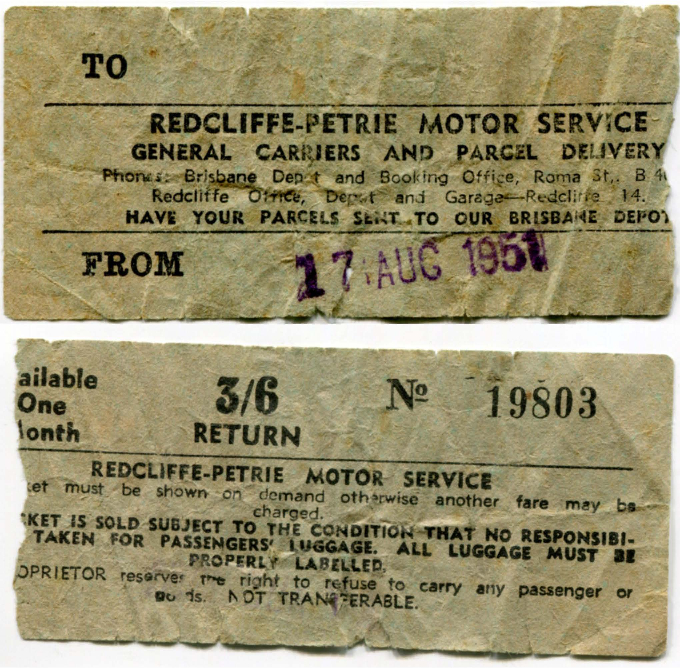 TO
REDCLIFFE-PETRIE MOTOR SERVICE
GENERAL CARRIERS AND PARCEL DELIVERY
Phones: Brisbane Depot and Booking Office, Roma St,. B
Redcliffe Office, Depot and Garage—Redcliffe 14.
HAVE YOUR PARCELS SENT TO OUR BRISBANE DEPOT
FROM
17 AUG 1951
ailable
One
onth
3/6
RETURN
No 19803
REDCLIFFE-PETRIE MOTOR SERVICE
ket must be shown on demand otherwise another fare may be
charged.
CKET IS SOLD SUBJECT TO THE CONDITION THAT NO RESPONSIBI-
TAKEN FOR PASSENGERS' LUGGAGE. ALL LUGGAGE MUST BE
PROPERLY LABELLED.
OPRIETOR reserves the right to refuse to carry any passenger or
goods. NOT TRANSFERABLE.